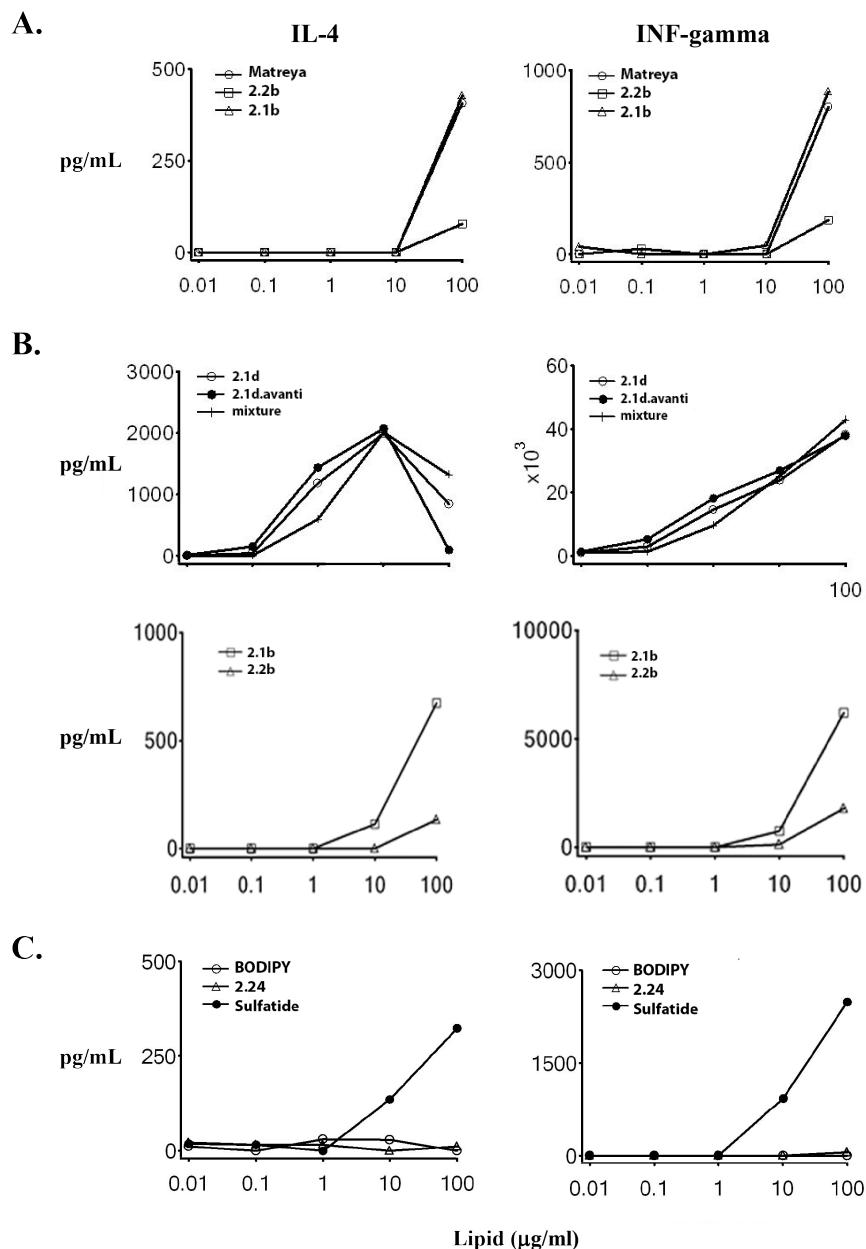 A.
IL-4
INF-gamma
500
250
0
pg/mL
Matreya
2.2b
2.1b
0.01 0.1 1 10 100
1000
500
0
Matreya
2.2b
2.1b
0.01 0.1 1 10 100
B.
3000
2000
1000
0
pg/mL
2.1d
2.1d.avanti
mixture
60
40
20
0
x10³
2.1d
2.1d.avanti
mixture
100
1000
500
0
pg/mL
2.1b
2.2b
0.01 0.1 1 10 100
10000
5000
0
2.1b
2.2b
0.01 0.1 1 10 100
C.
500
250
0
pg/mL
BODIPY
2.24
Sulfatide
0.01 0.1 1 10 100
3000
1500
0
BODIPY
2.24
Sulfatide
0.01 0.1 1 10 100
Lipid (µg/ml)